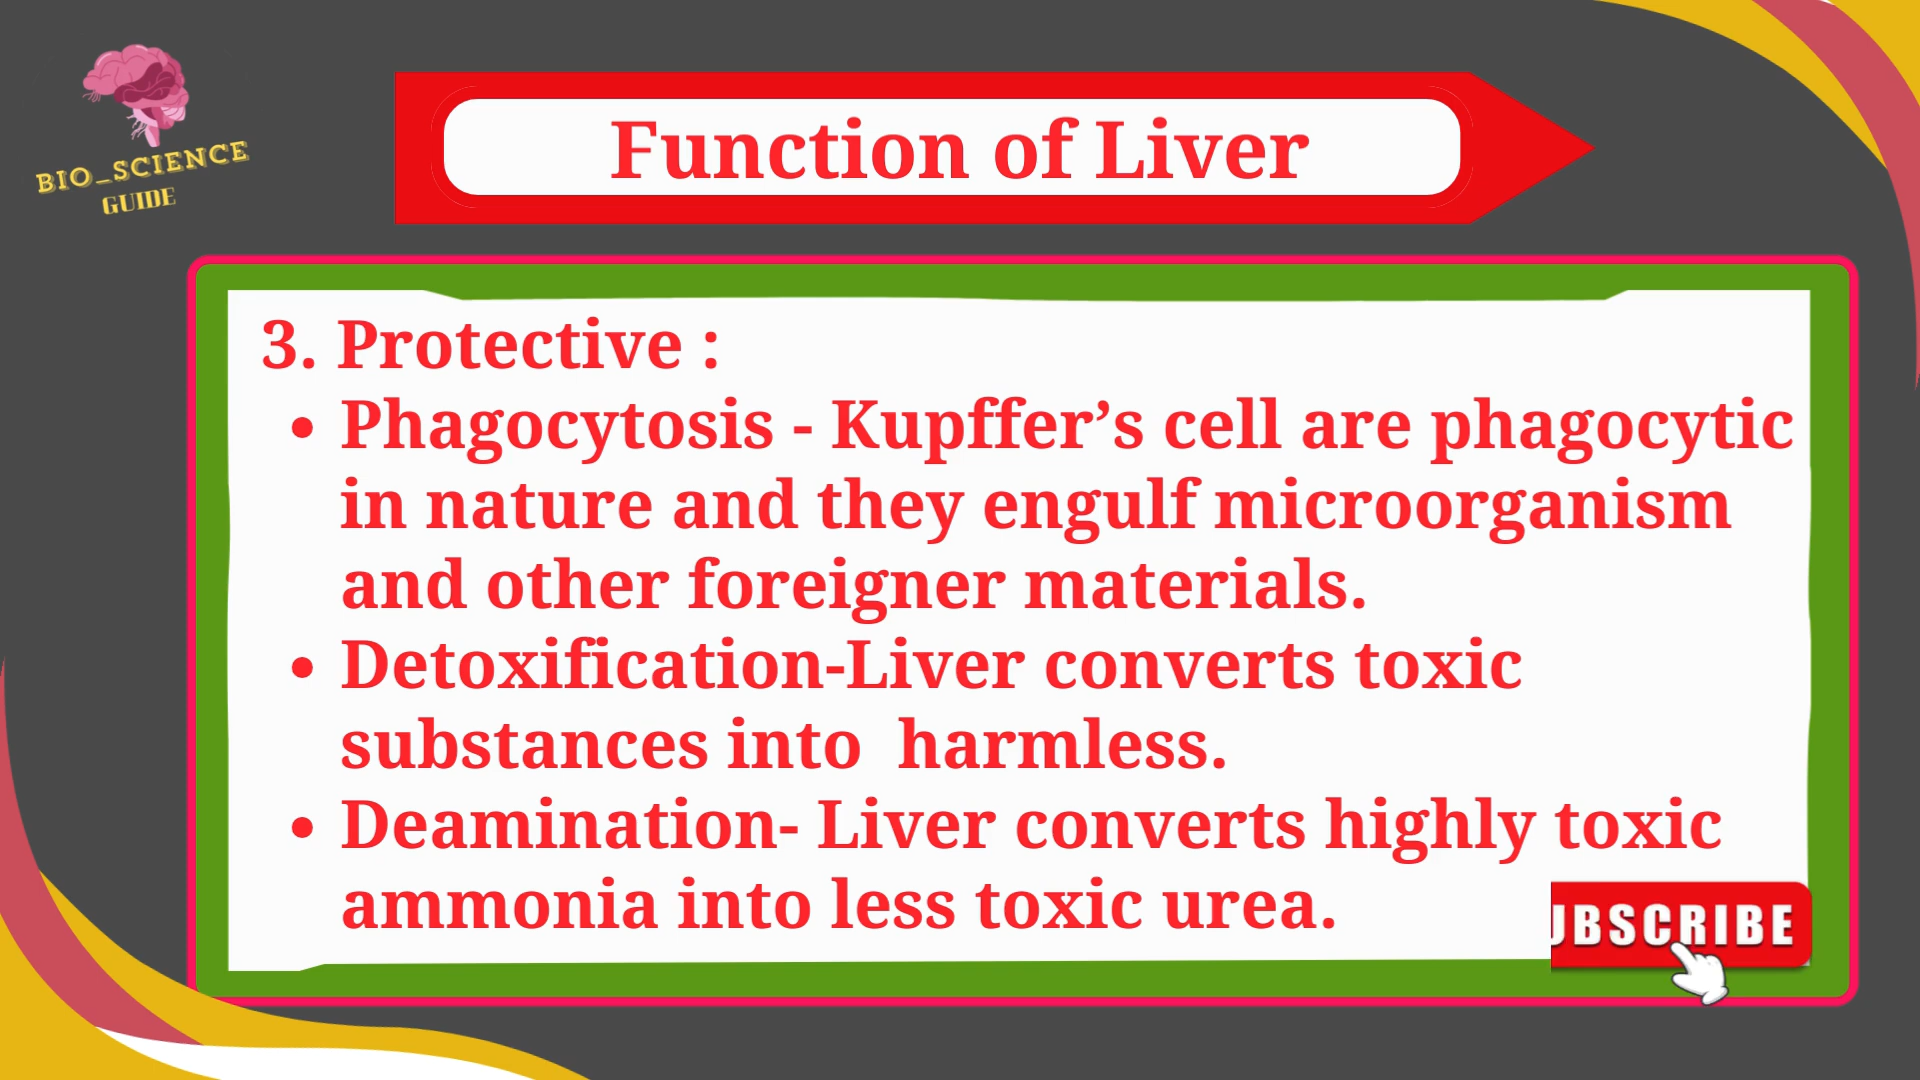 BIO_SCIENCE
GUIDE
Function of Liver
3. Protective :
• Phagocytosis - Kupffer’s cell are phagocytic
in nature and they engulf microorganism
and other foreigner materials.
• Detoxification-Liver converts toxic
substances into  harmless.
• Deamination- Liver converts highly toxic
ammonia into less toxic urea.
UBSCRIBE